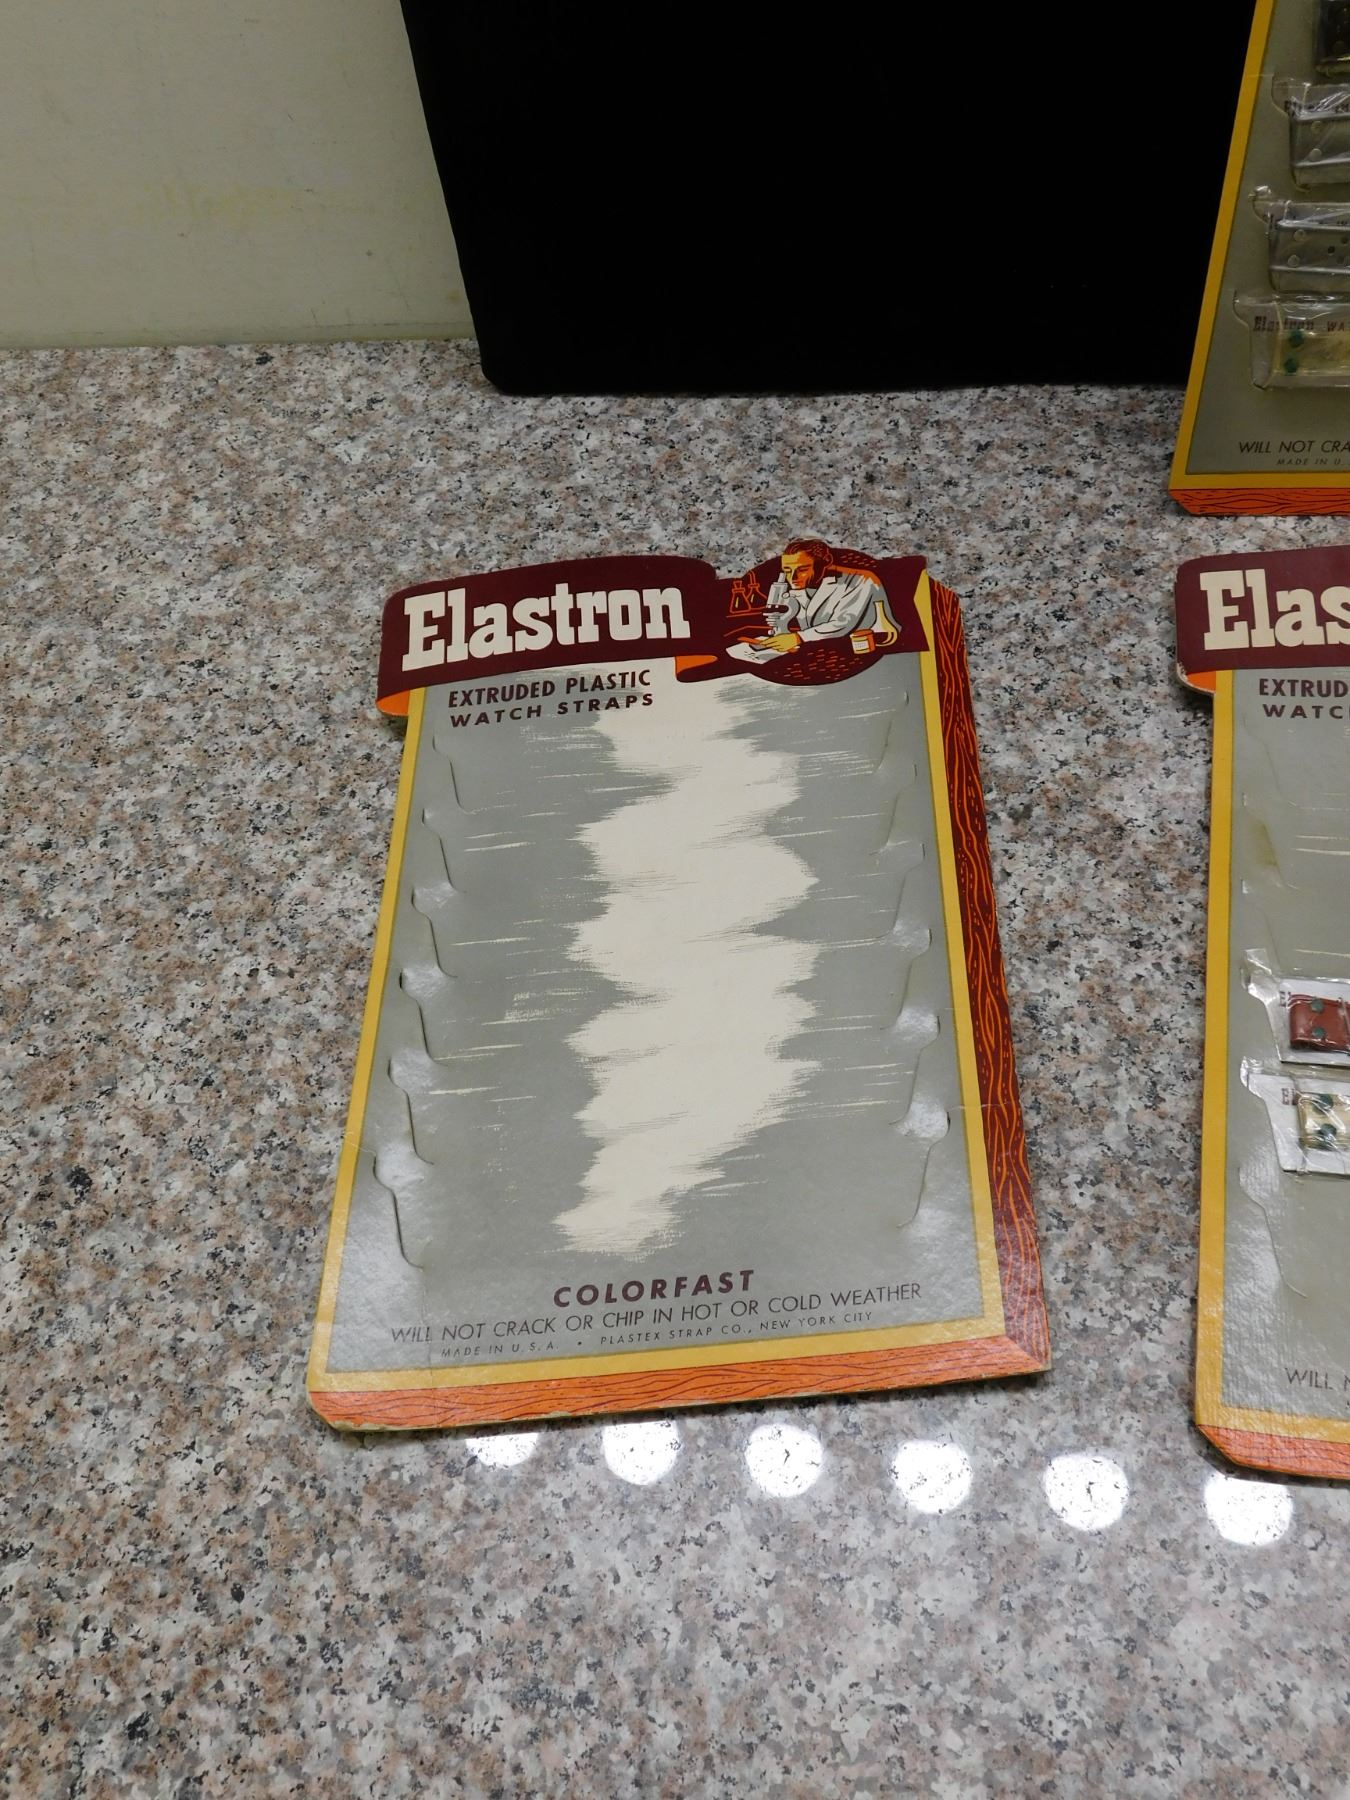 Elastron
EXTRUDED PLASTIC
WATCH STRAPS
COLORFAST
WILL NOT CRACK OR CHIP IN HOT OR COLD WEATHER
MADE IN U.S.A. • PLASTEX STRAP CO., NEW YORK CITY
Elastron WA
WILL NOT CRA
MADE IN U.
Elas
EXTRUD
WATC
WILL